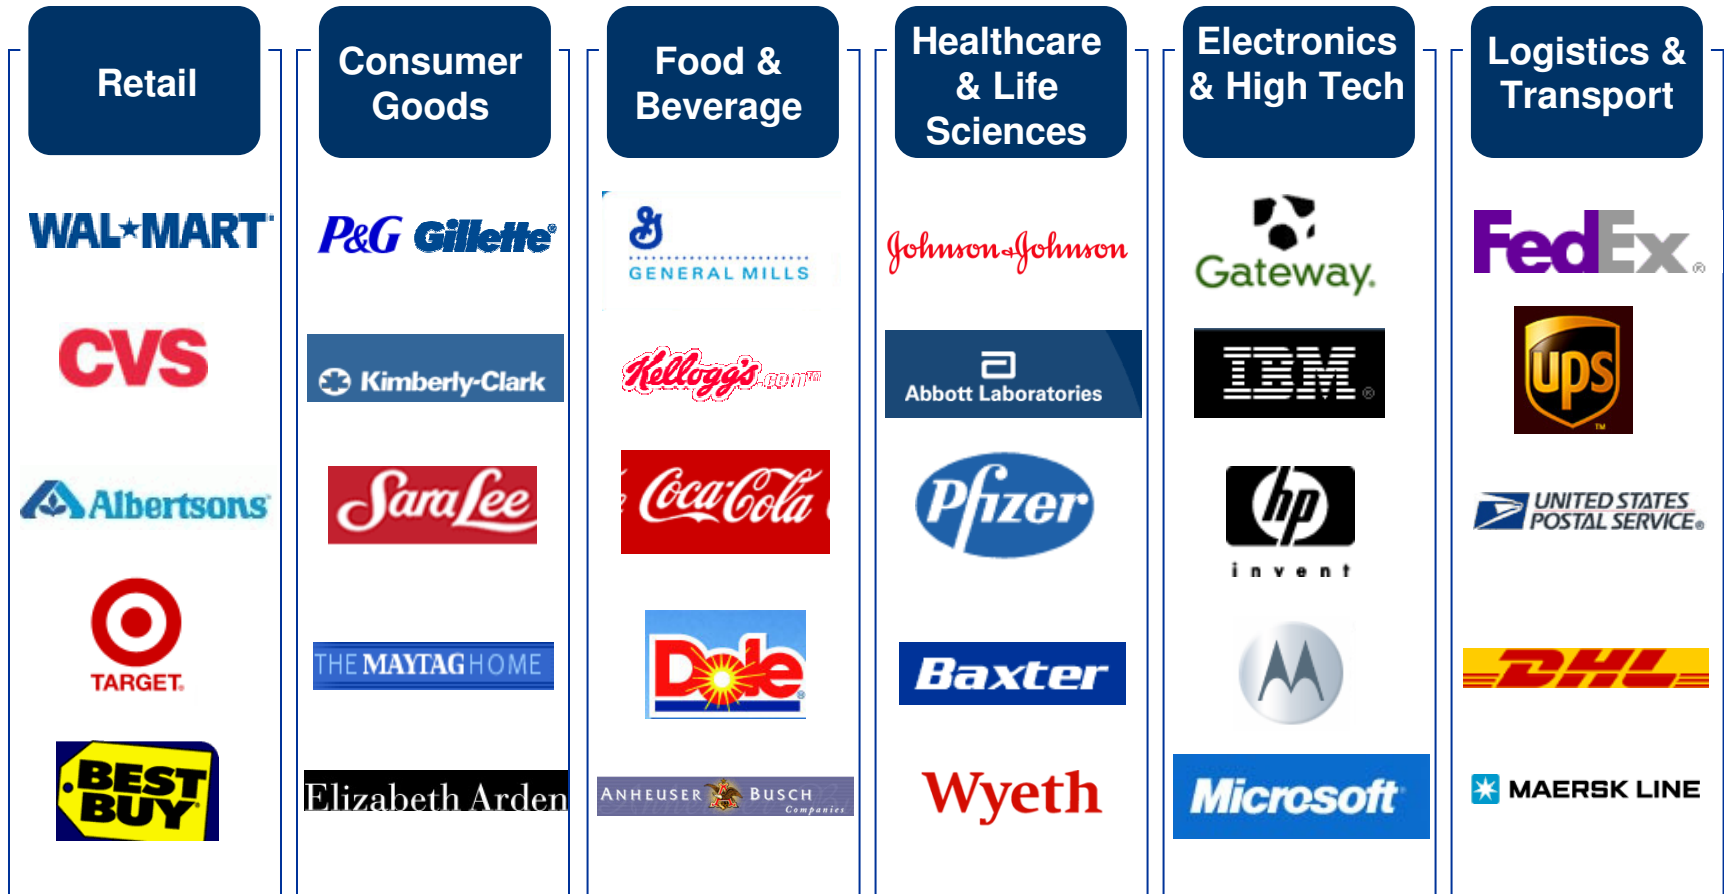 Retail
WAL★MART
CVS
Albertsons
TARGET.
BEST
BUY
Consumer
Goods
P&G Gillette®
Kimberly-Clark
Sara Lee
THE MAYTAG HOME
Elizabeth Arden
Food &
Beverage
G
GENERAL MILLS
Kellogg's.com™
Coca-Cola
Dole®
ANHEUSER BUSCH
Companies
Healthcare
& Life
Sciences
Johnson & Johnson
Abbott Laboratories
Pfizer
Baxter
Wyeth
Electronics
& High Tech
Gateway.
IBM®
hp
invent
Microsoft
Logistics &
Transport
FedEx®
ups
TM
UNITED STATES
POSTAL SERVICE®
DHL
MAERSK LINE